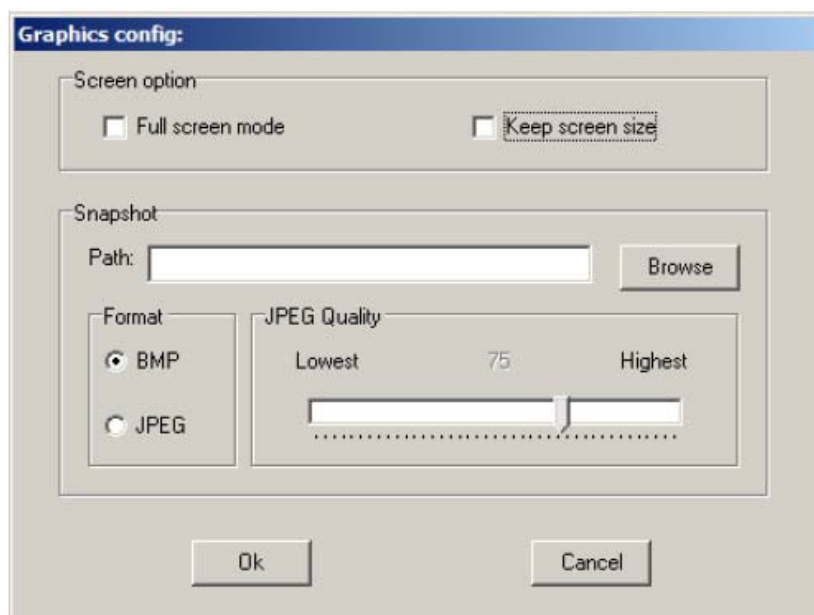 Graphics config:
Screen option
Full screen mode Keep screen size
Snapshot
Path: Browse
Format JPEG Quality
BMP Lowest 75 Highest
JPEG
Ok Cancel